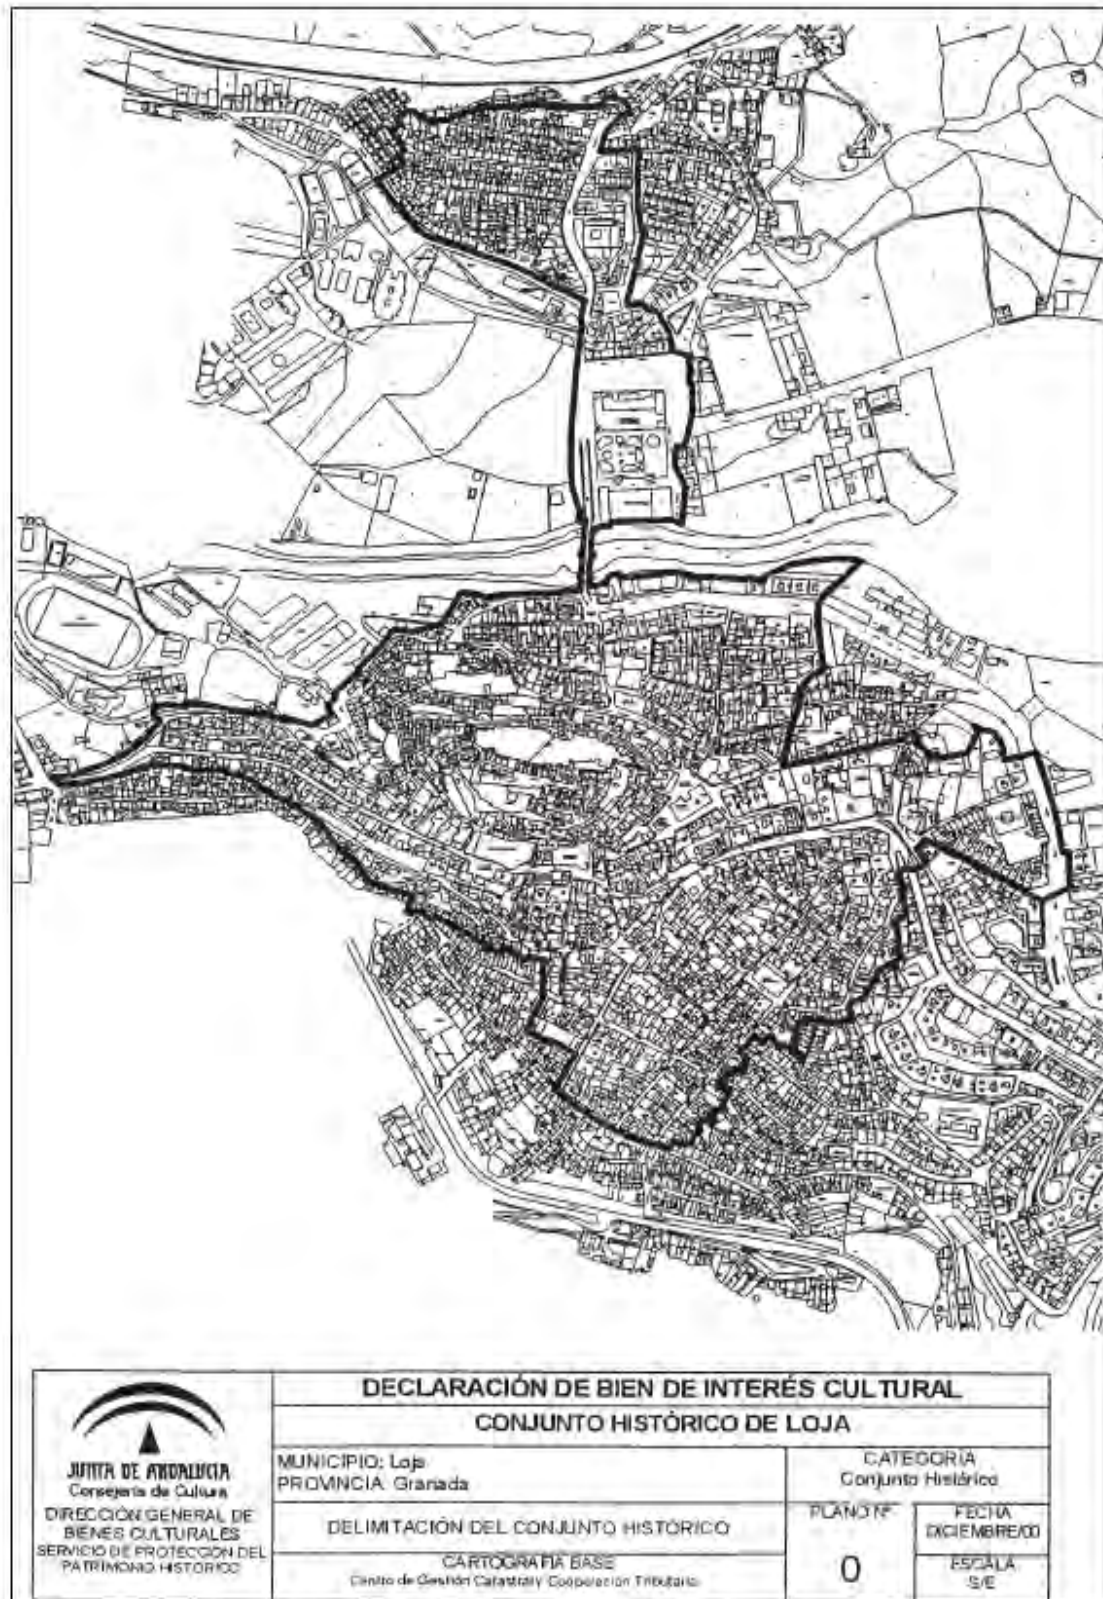 DECLARACIÓN DE BIEN DE INTERÉS CULTURAL
CONJUNTO HISTÓRICO DE LOJA
JUNTA DE ANDALUCIA
Consejería de Cultura
DIRECCIÓN GENERAL DE
BIENES CULTURALES
SERVICIO DE PROTECCIÓN DEL
PATRIMONIO HISTÓRICO
MUNICIPIO: Loja
PROVINCIA: Granada
CATEGORÍA
Conjunto Histórico
DELIMITACIÓN DEL CONJUNTO HISTÓRICO
PLANO Nº
0
FECHA
DICIEMBRE/00
CARTOGRAFÍA BASE
Centro de Gestión Catastral y Cooperación Tributaria
ESCALA
S/E